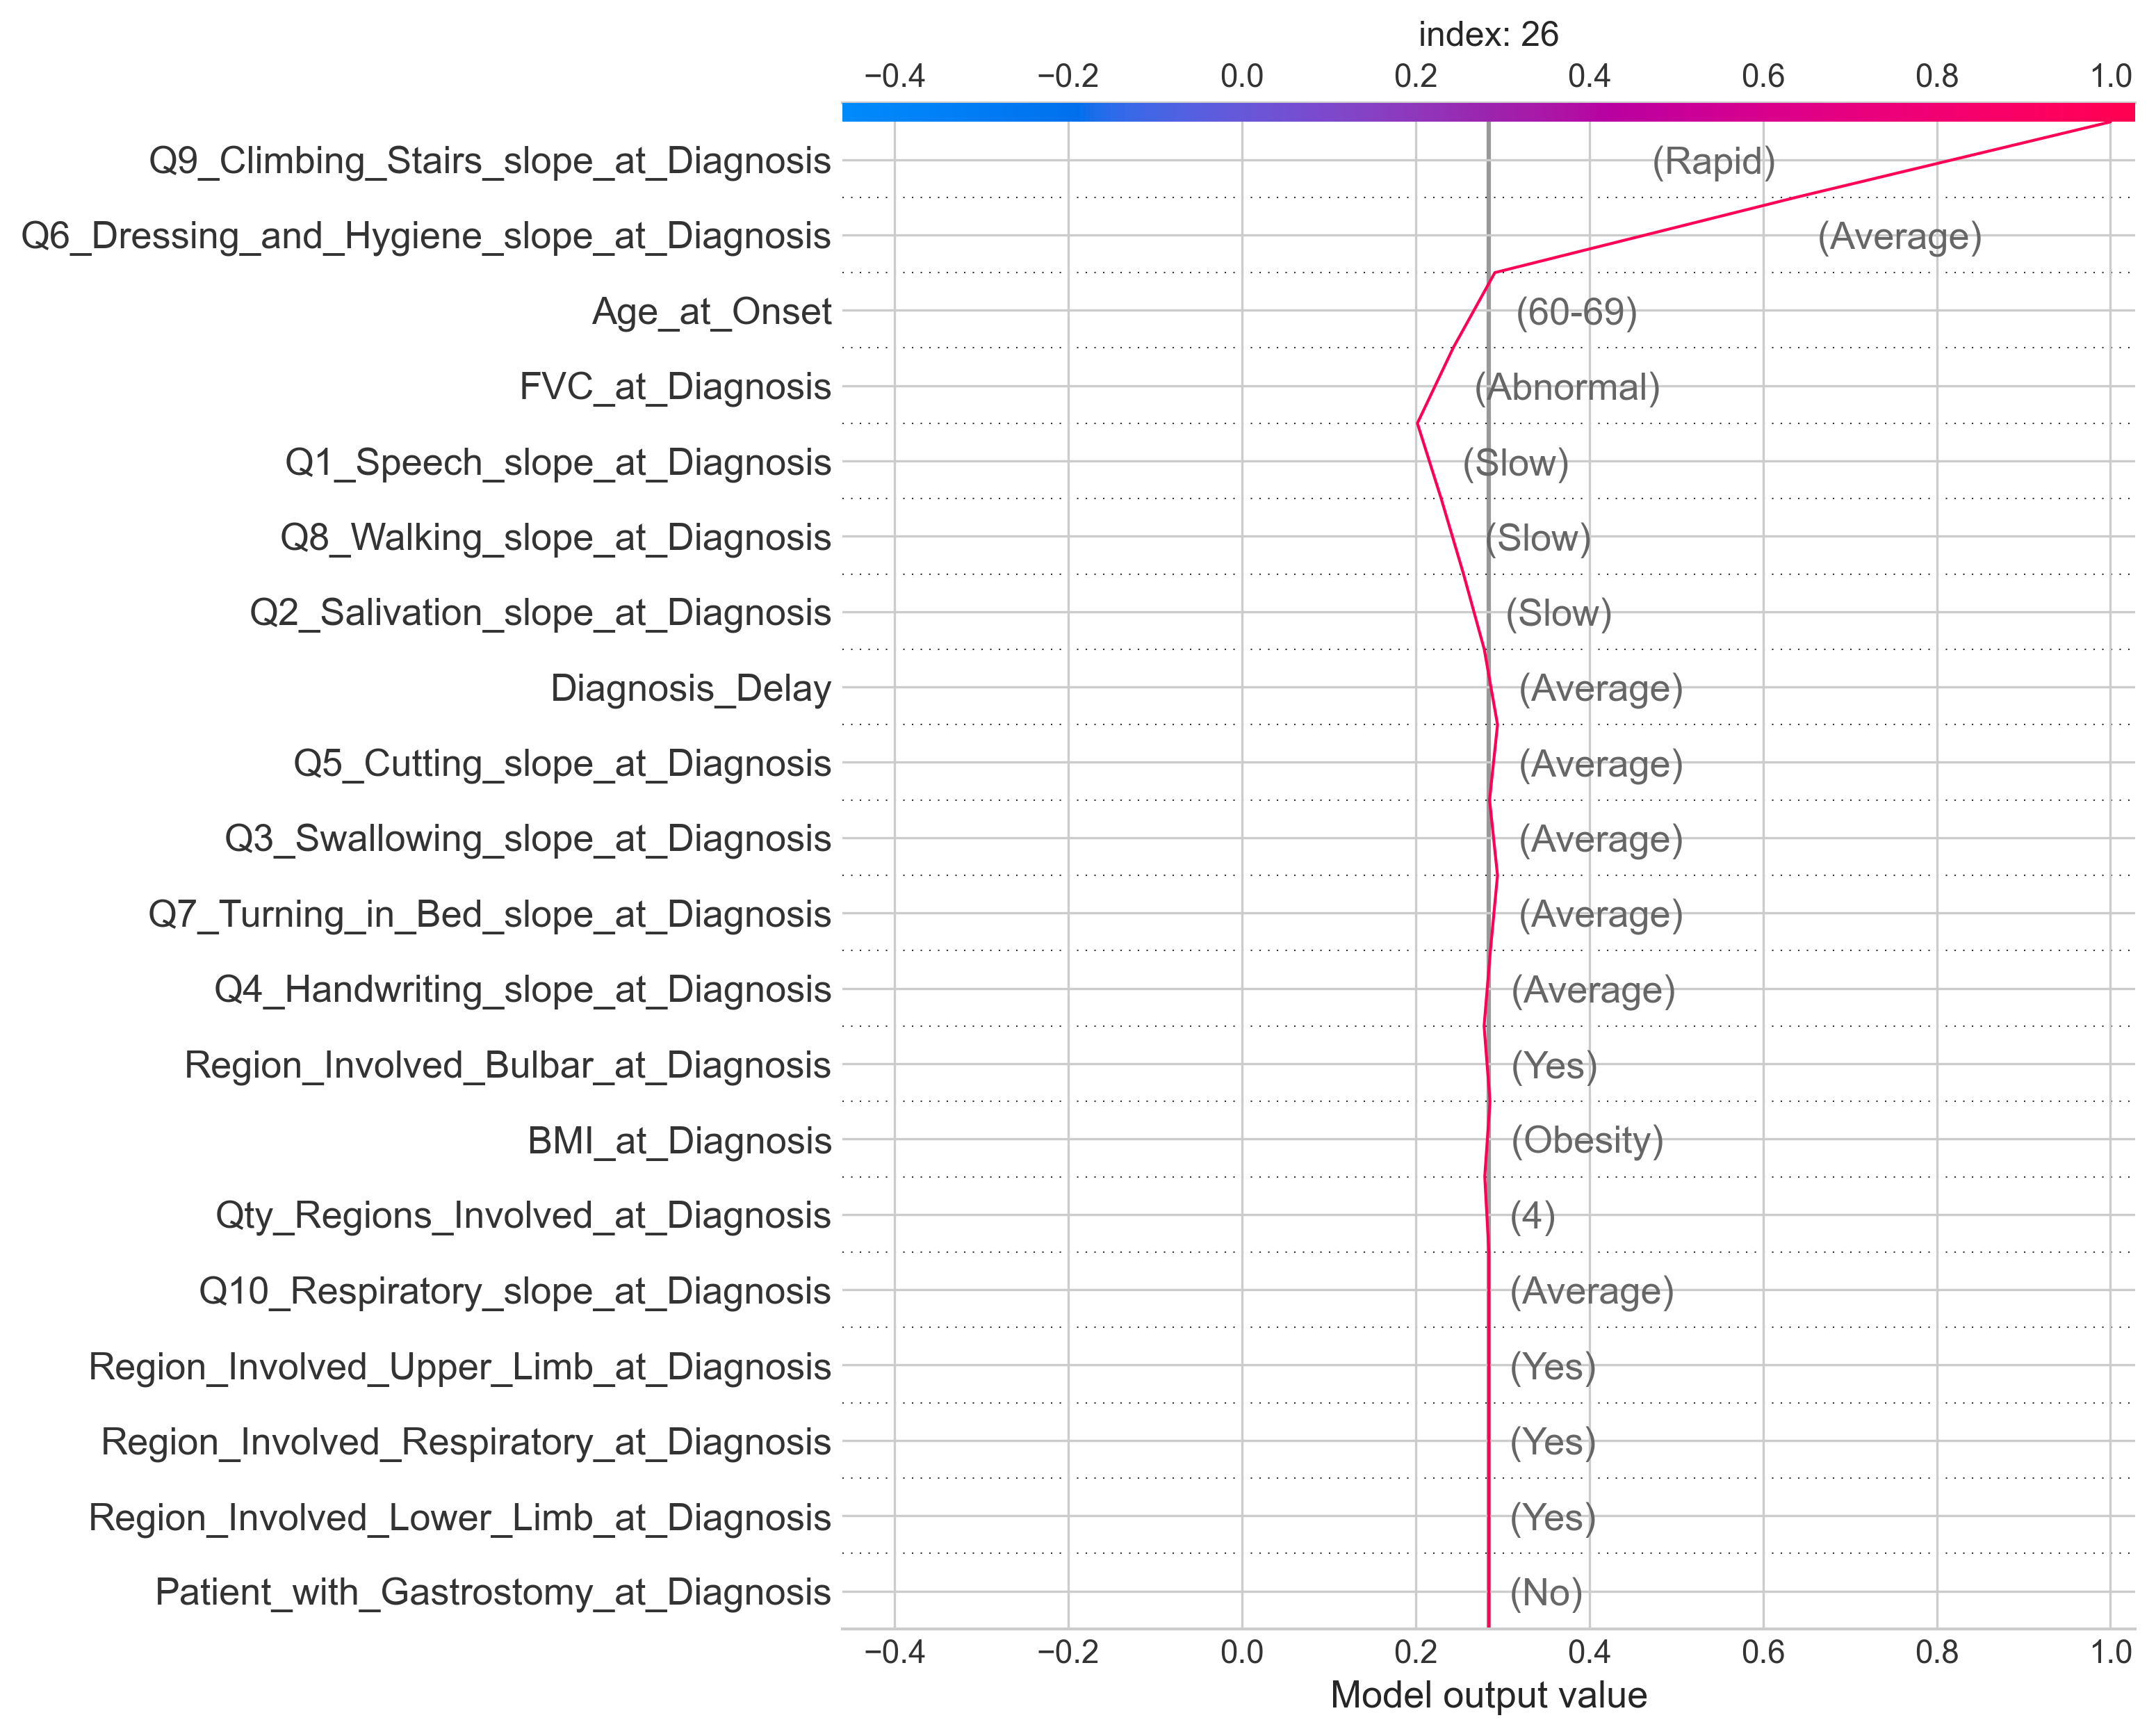 index: 26
−0.4 −0.2 0.0 0.2 0.4 0.6 0.8 1.0
Q9_Climbing_Stairs_slope_at_Diagnosis (Rapid)
Q6_Dressing_and_Hygiene_slope_at_Diagnosis (Average)
Age_at_Onset (60-69)
FVC_at_Diagnosis (Abnormal)
Q1_Speech_slope_at_Diagnosis (Slow)
Q8_Walking_slope_at_Diagnosis (Slow)
Q2_Salivation_slope_at_Diagnosis (Slow)
Diagnosis_Delay (Average)
Q5_Cutting_slope_at_Diagnosis (Average)
Q3_Swallowing_slope_at_Diagnosis (Average)
Q7_Turning_in_Bed_slope_at_Diagnosis (Average)
Q4_Handwriting_slope_at_Diagnosis (Average)
Region_Involved_Bulbar_at_Diagnosis (Yes)
BMI_at_Diagnosis (Obesity)
Qty_Regions_Involved_at_Diagnosis (4)
Q10_Respiratory_slope_at_Diagnosis (Average)
Region_Involved_Upper_Limb_at_Diagnosis (Yes)
Region_Involved_Respiratory_at_Diagnosis (Yes)
Region_Involved_Lower_Limb_at_Diagnosis (Yes)
Patient_with_Gastrostomy_at_Diagnosis (No)
−0.4 −0.2 0.0 0.2 0.4 0.6 0.8 1.0
Model output value